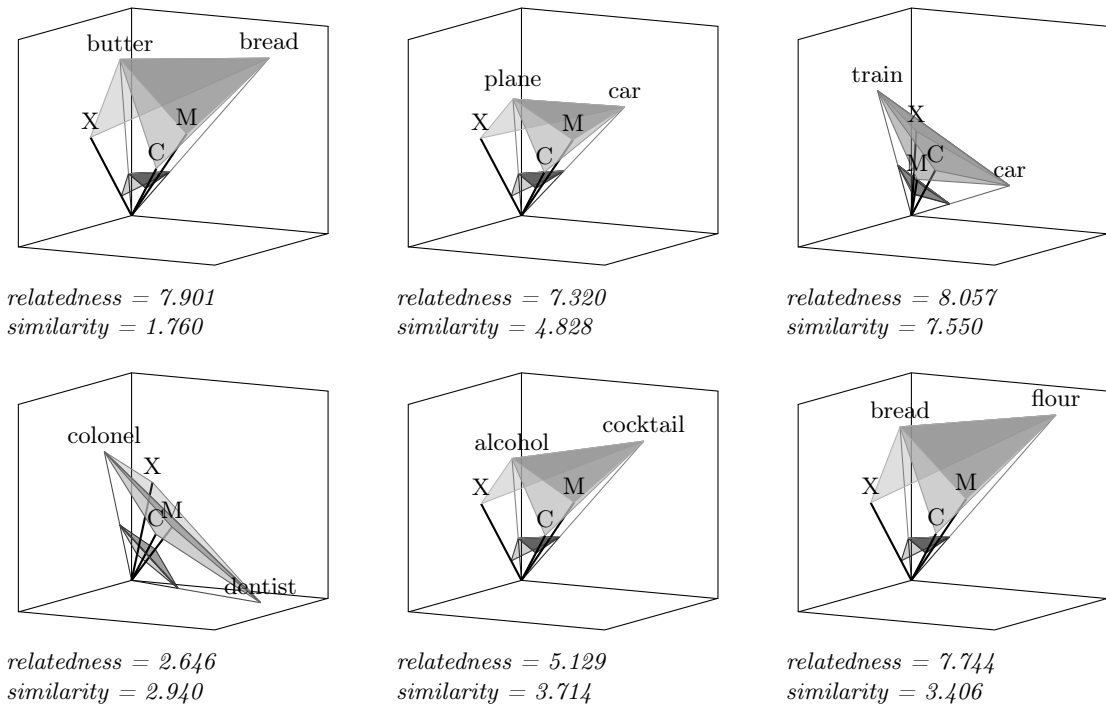 butter bread
X M
C
relatedness = 7.901
similarity = 1.760
plane car
X M
C
relatedness = 7.320
similarity = 4.828
train
X
M C
car
relatedness = 8.057
similarity = 7.550
colonel
X
C M
dentist
relatedness = 2.646
similarity = 2.940
alcohol cocktail
X M
C
relatedness = 5.129
similarity = 3.714
bread flour
X M
C
relatedness = 7.744
similarity = 3.406